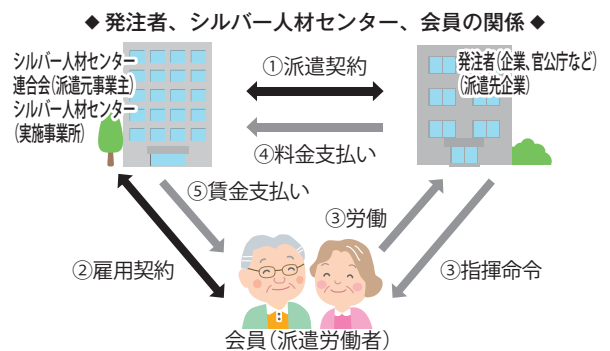 ◆ 発注者、シルバー人材センター、会員の関係 ◆
シルバー人材センター
連合会(派遣元事業主)
シルバー人材センター
(実施事業所)
①派遣契約
発注者(企業、官公庁など)
(派遣先企業)
④料金支払い
⑤賃金支払い
③労働
②雇用契約
③指揮命令
会員(派遣労働者)